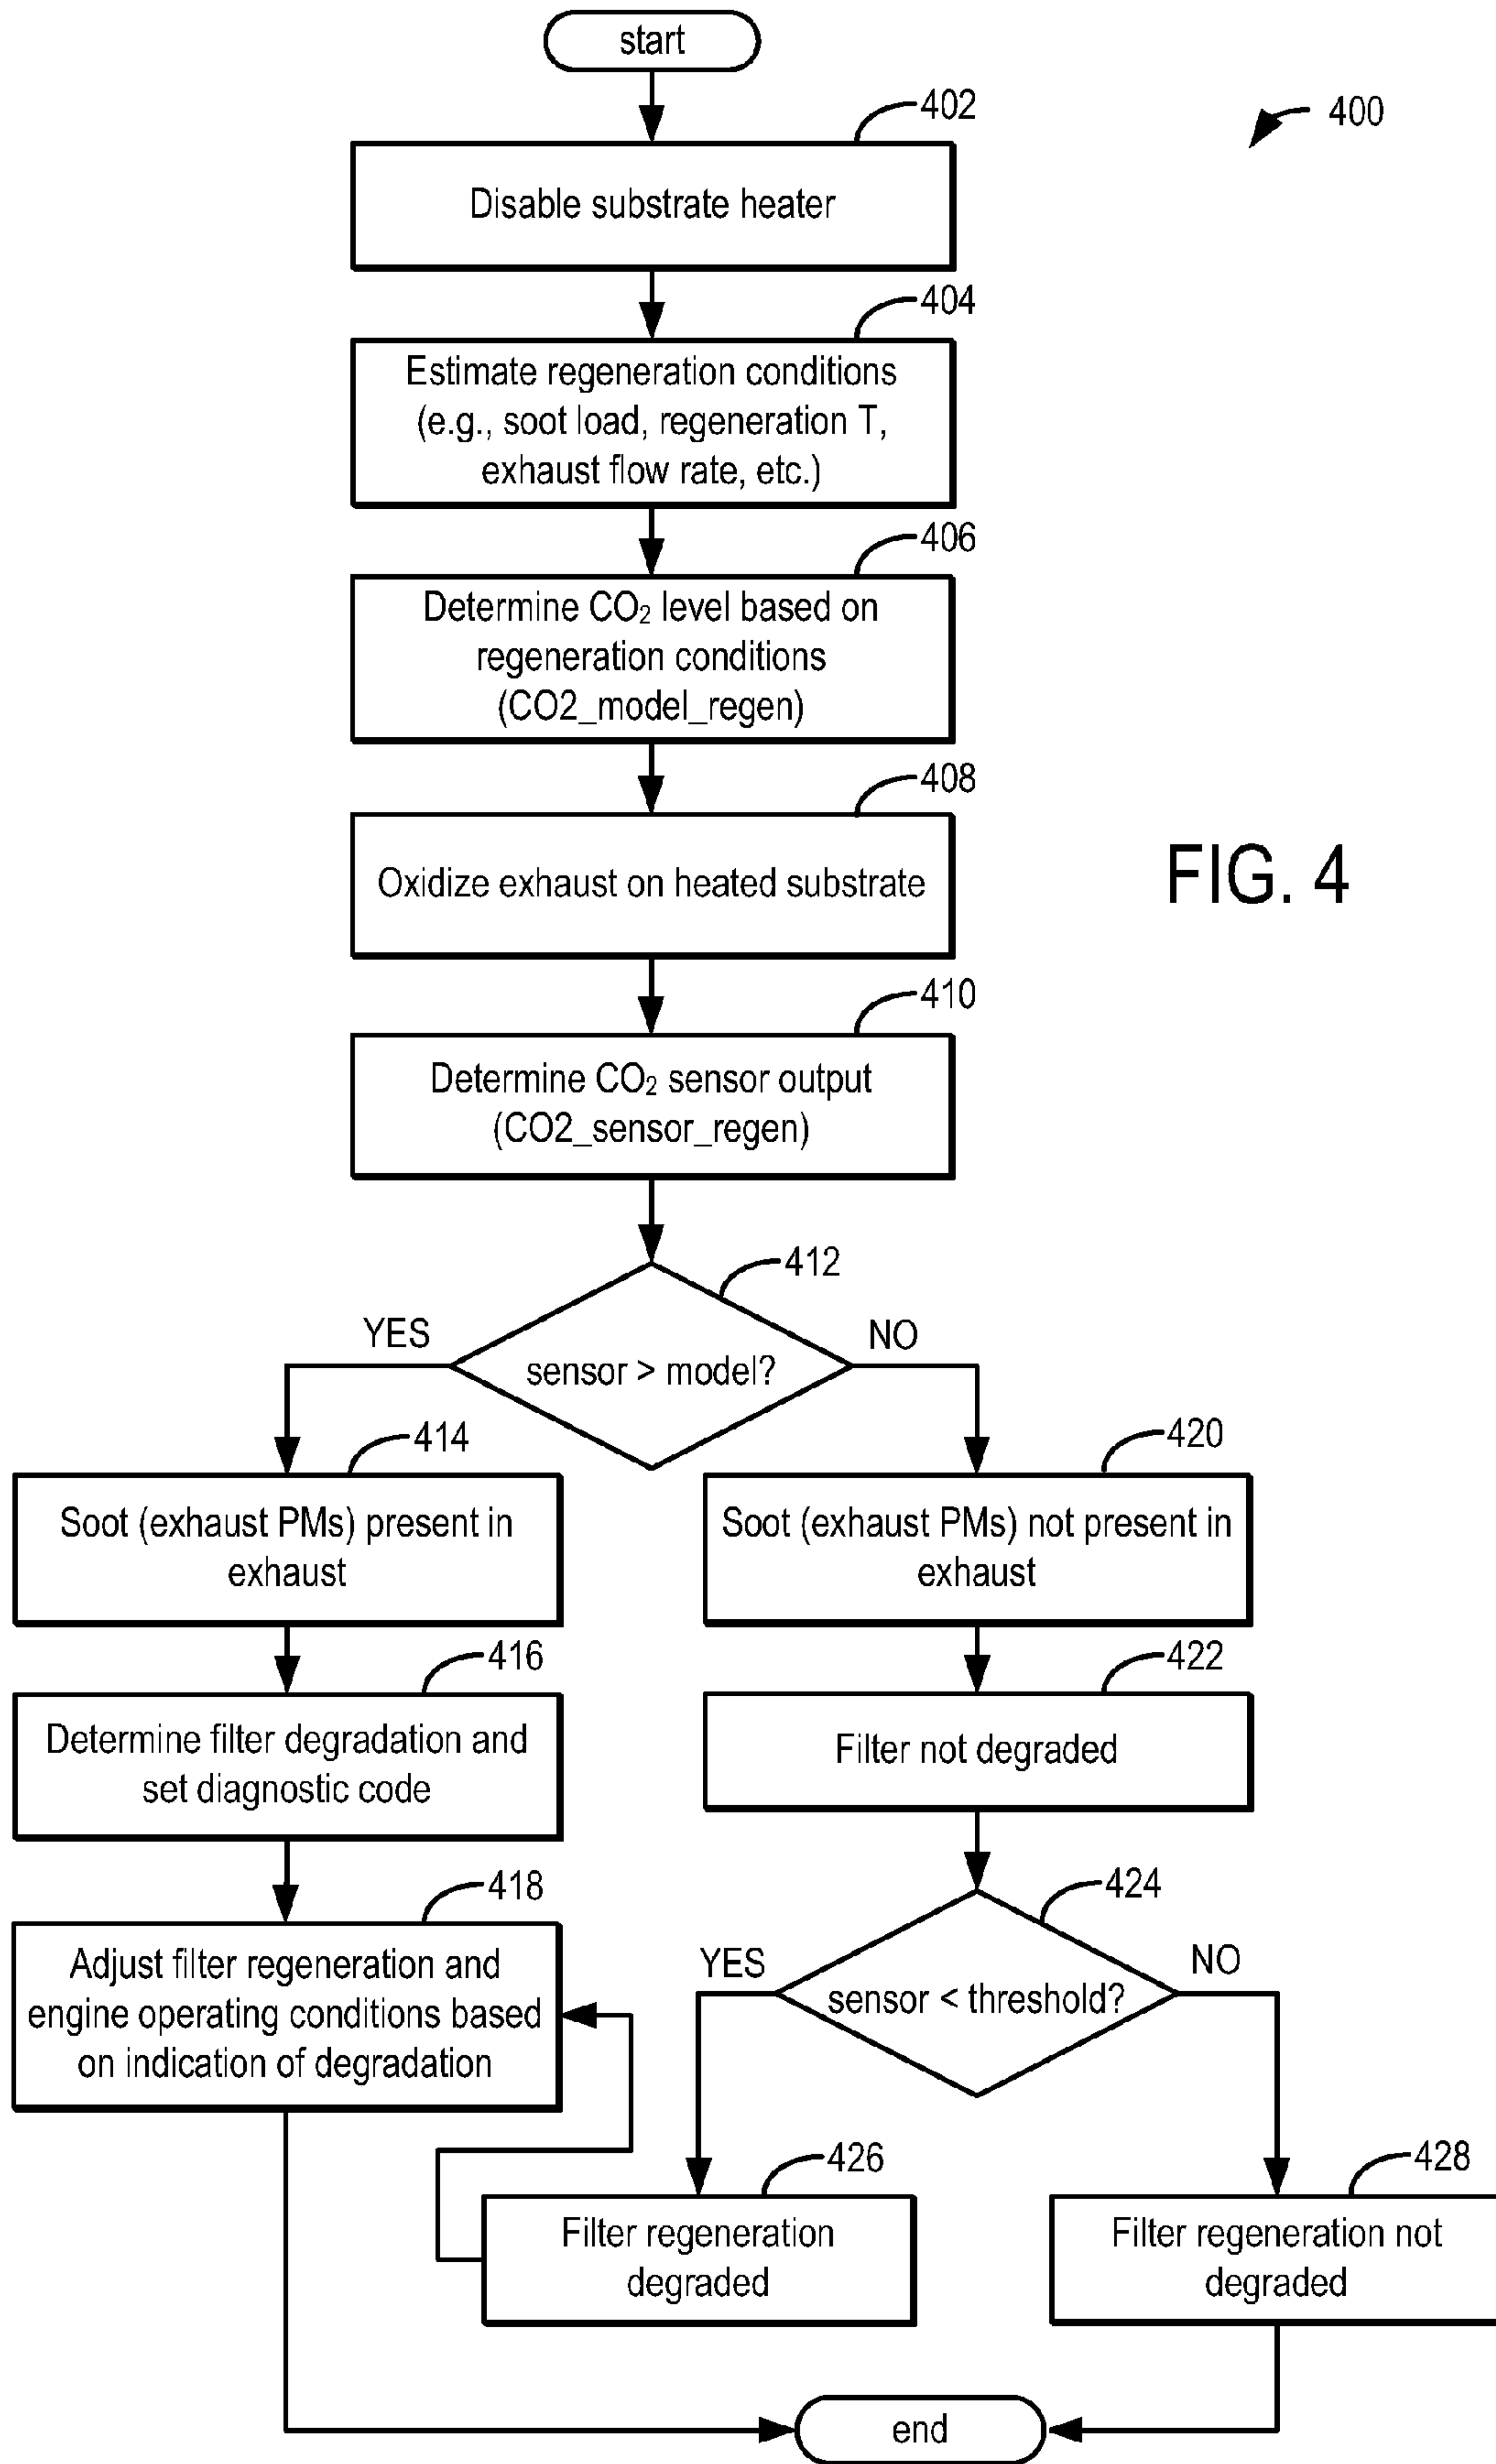 start
400
402
Disable substrate heater
404
Estimate regeneration conditions
(e.g., soot load, regeneration T,
exhaust flow rate, etc.)
406
Determine CO₂ level based on
regeneration conditions
(CO2_model_regen)
408
Oxidize exhaust on heated substrate
FIG. 4
410
Determine CO₂ sensor output
(CO2_sensor_regen)
412
YES
NO
sensor > model?
414
Soot (exhaust PMs) present in
exhaust
420
Soot (exhaust PMs) not present in
exhaust
416
Determine filter degradation and
set diagnostic code
422
Filter not degraded
418
Adjust filter regeneration and
engine operating conditions based
on indication of degradation
424
YES
NO
sensor < threshold?
426
Filter regeneration
degraded
428
Filter regeneration not
degraded
end